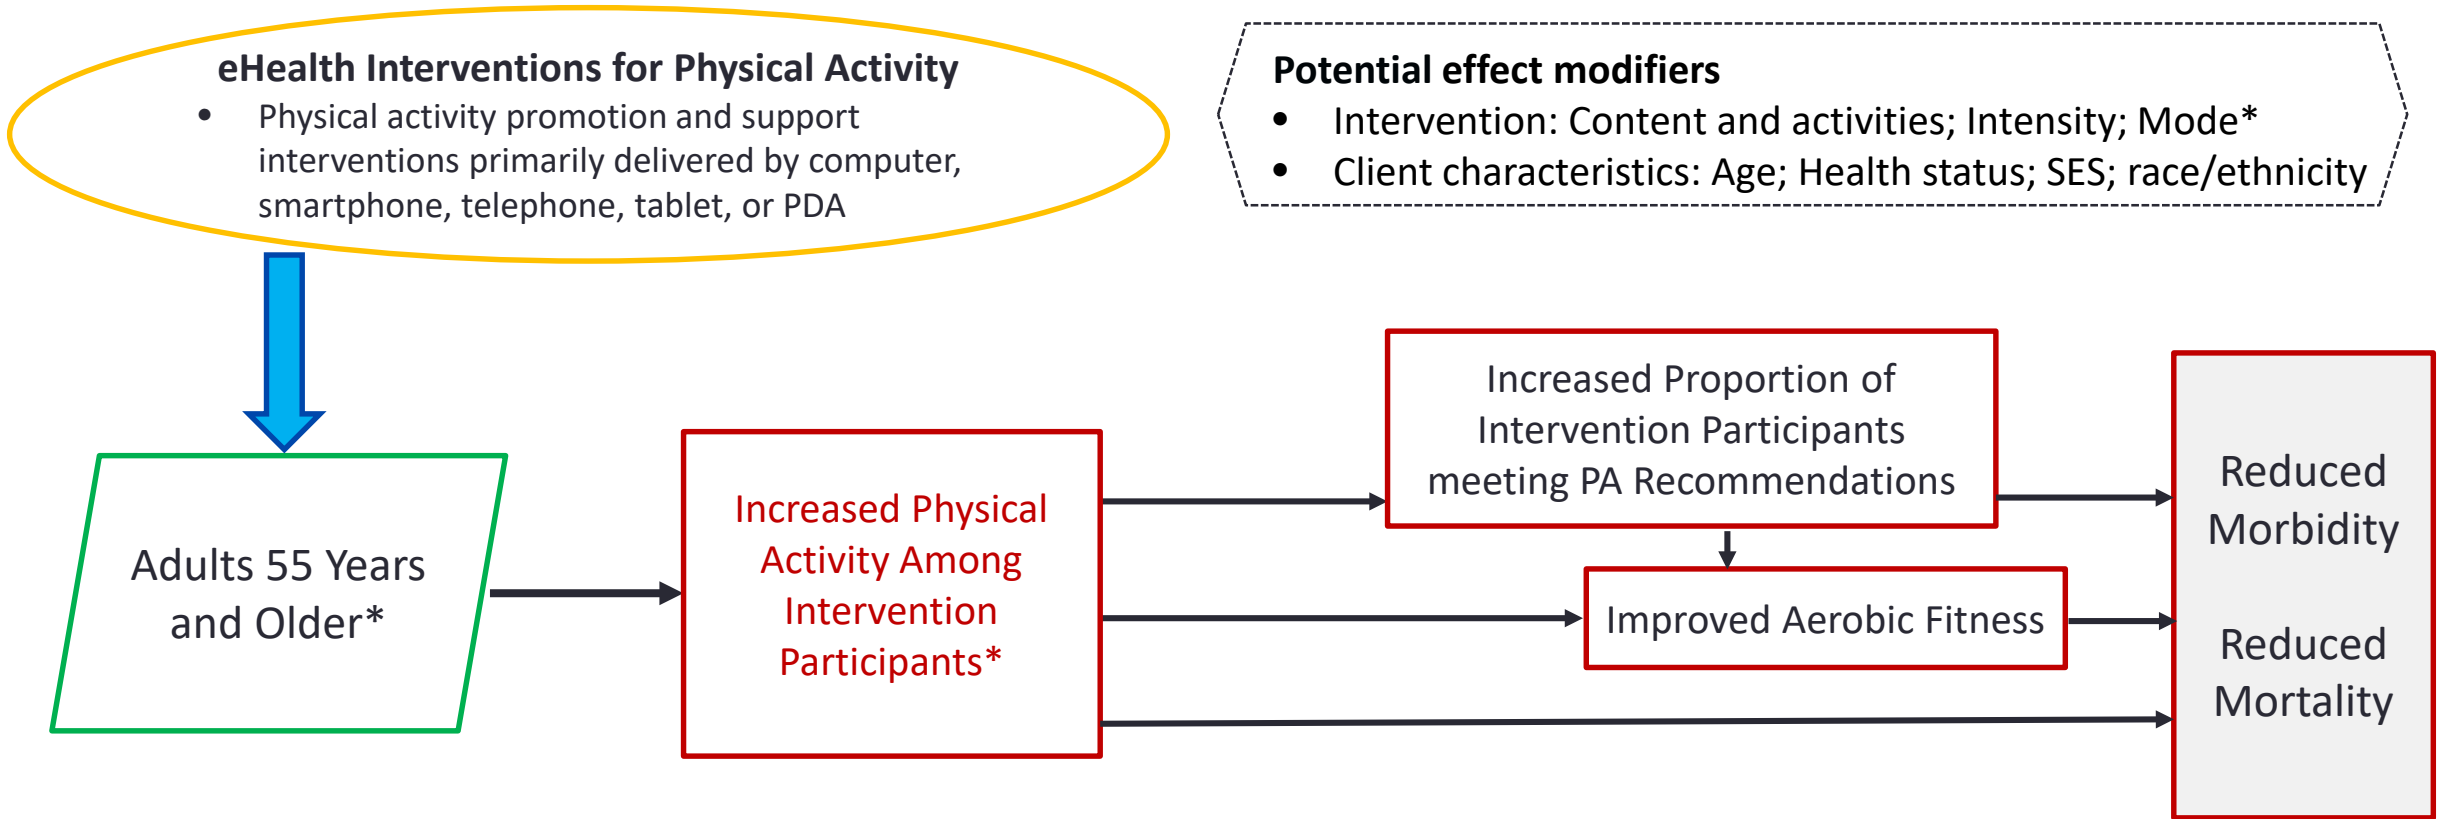 eHealth Interventions for Physical Activity
• Physical activity promotion and support
interventions primarily delivered by computer,
smartphone, telephone, tablet, or PDA
Potential effect modifiers
• Intervention: Content and activities; Intensity; Mode*
• Client characteristics: Age; Health status; SES; race/ethnicity
Adults 55 Years
and Older*
Increased Physical
Activity Among
Intervention
Participants*
Increased Proportion of
Intervention Participants
meeting PA Recommendations
Improved Aerobic Fitness
Reduced
Morbidity
Reduced
Mortality